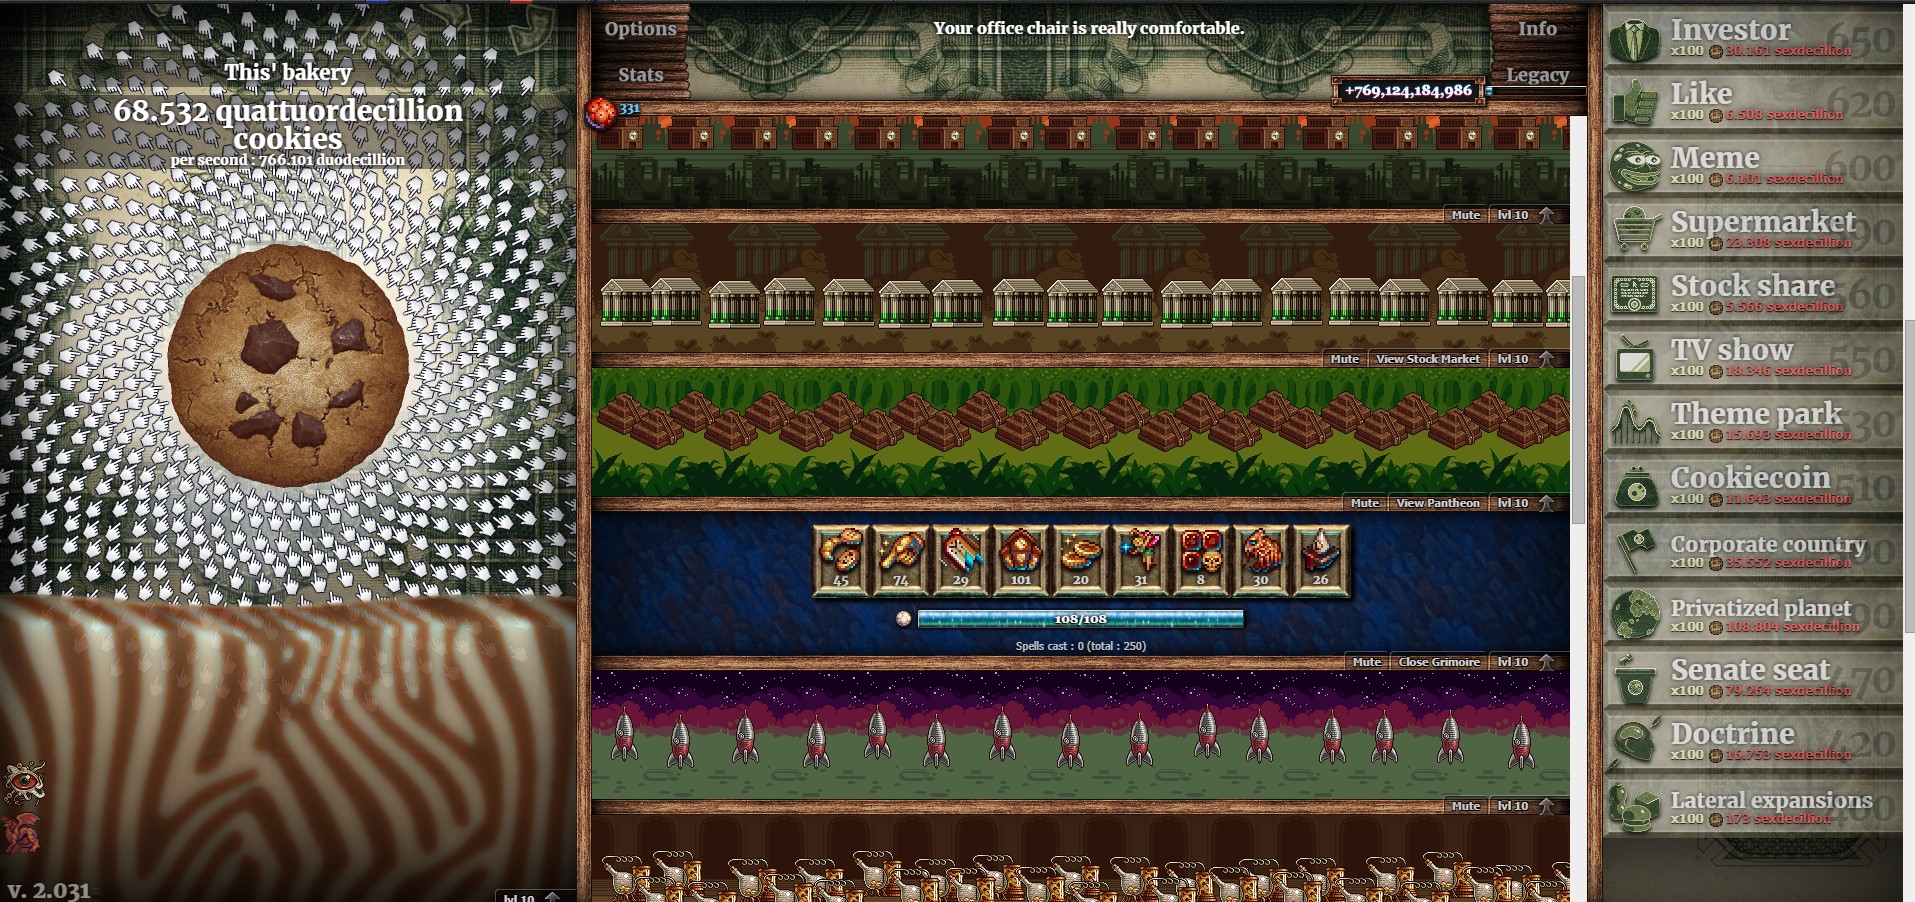 Options
Stats
Your office chair is really comfortable.
Info
Legacy
+769,124,184,986
This' bakery
68.532 quattuordecillion
cookies
per second : 766.101 duodecillion
v. 2.031
lvl 10
331
Mute
lvl 10
Mute
View Stock Market
lvl 10
Mute
View Pantheon
lvl 10
45
74
29
101
20
31
8
30
26
108/108
Spells cast : 0 (total : 250)
Mute
Close Grimoire
lvl 10
Mute
lvl 10
Investor
650
x100 30.161 sexdecillion
Like
620
x100 6.508 sexdecillion
Meme
600
x100 6.101 sexdecillion
Supermarket
x100 23.308 sexdecillion
Stock share
x100 5.566 sexdecillion
TV show
550
x100 18.346 sexdecillion
Theme park
530
x100 15.693 sexdecillion
Cookiecoin
510
x100 11.643 sexdecillion
Corporate country
x100 35.552 sexdecillion
Privatized planet
x100 108.804 sexdecillion
Senate seat
470
x100 79.264 sexdecillion
Doctrine
420
x100 16.753 sexdecillion
Lateral expansions
x100 173 sexdecillion